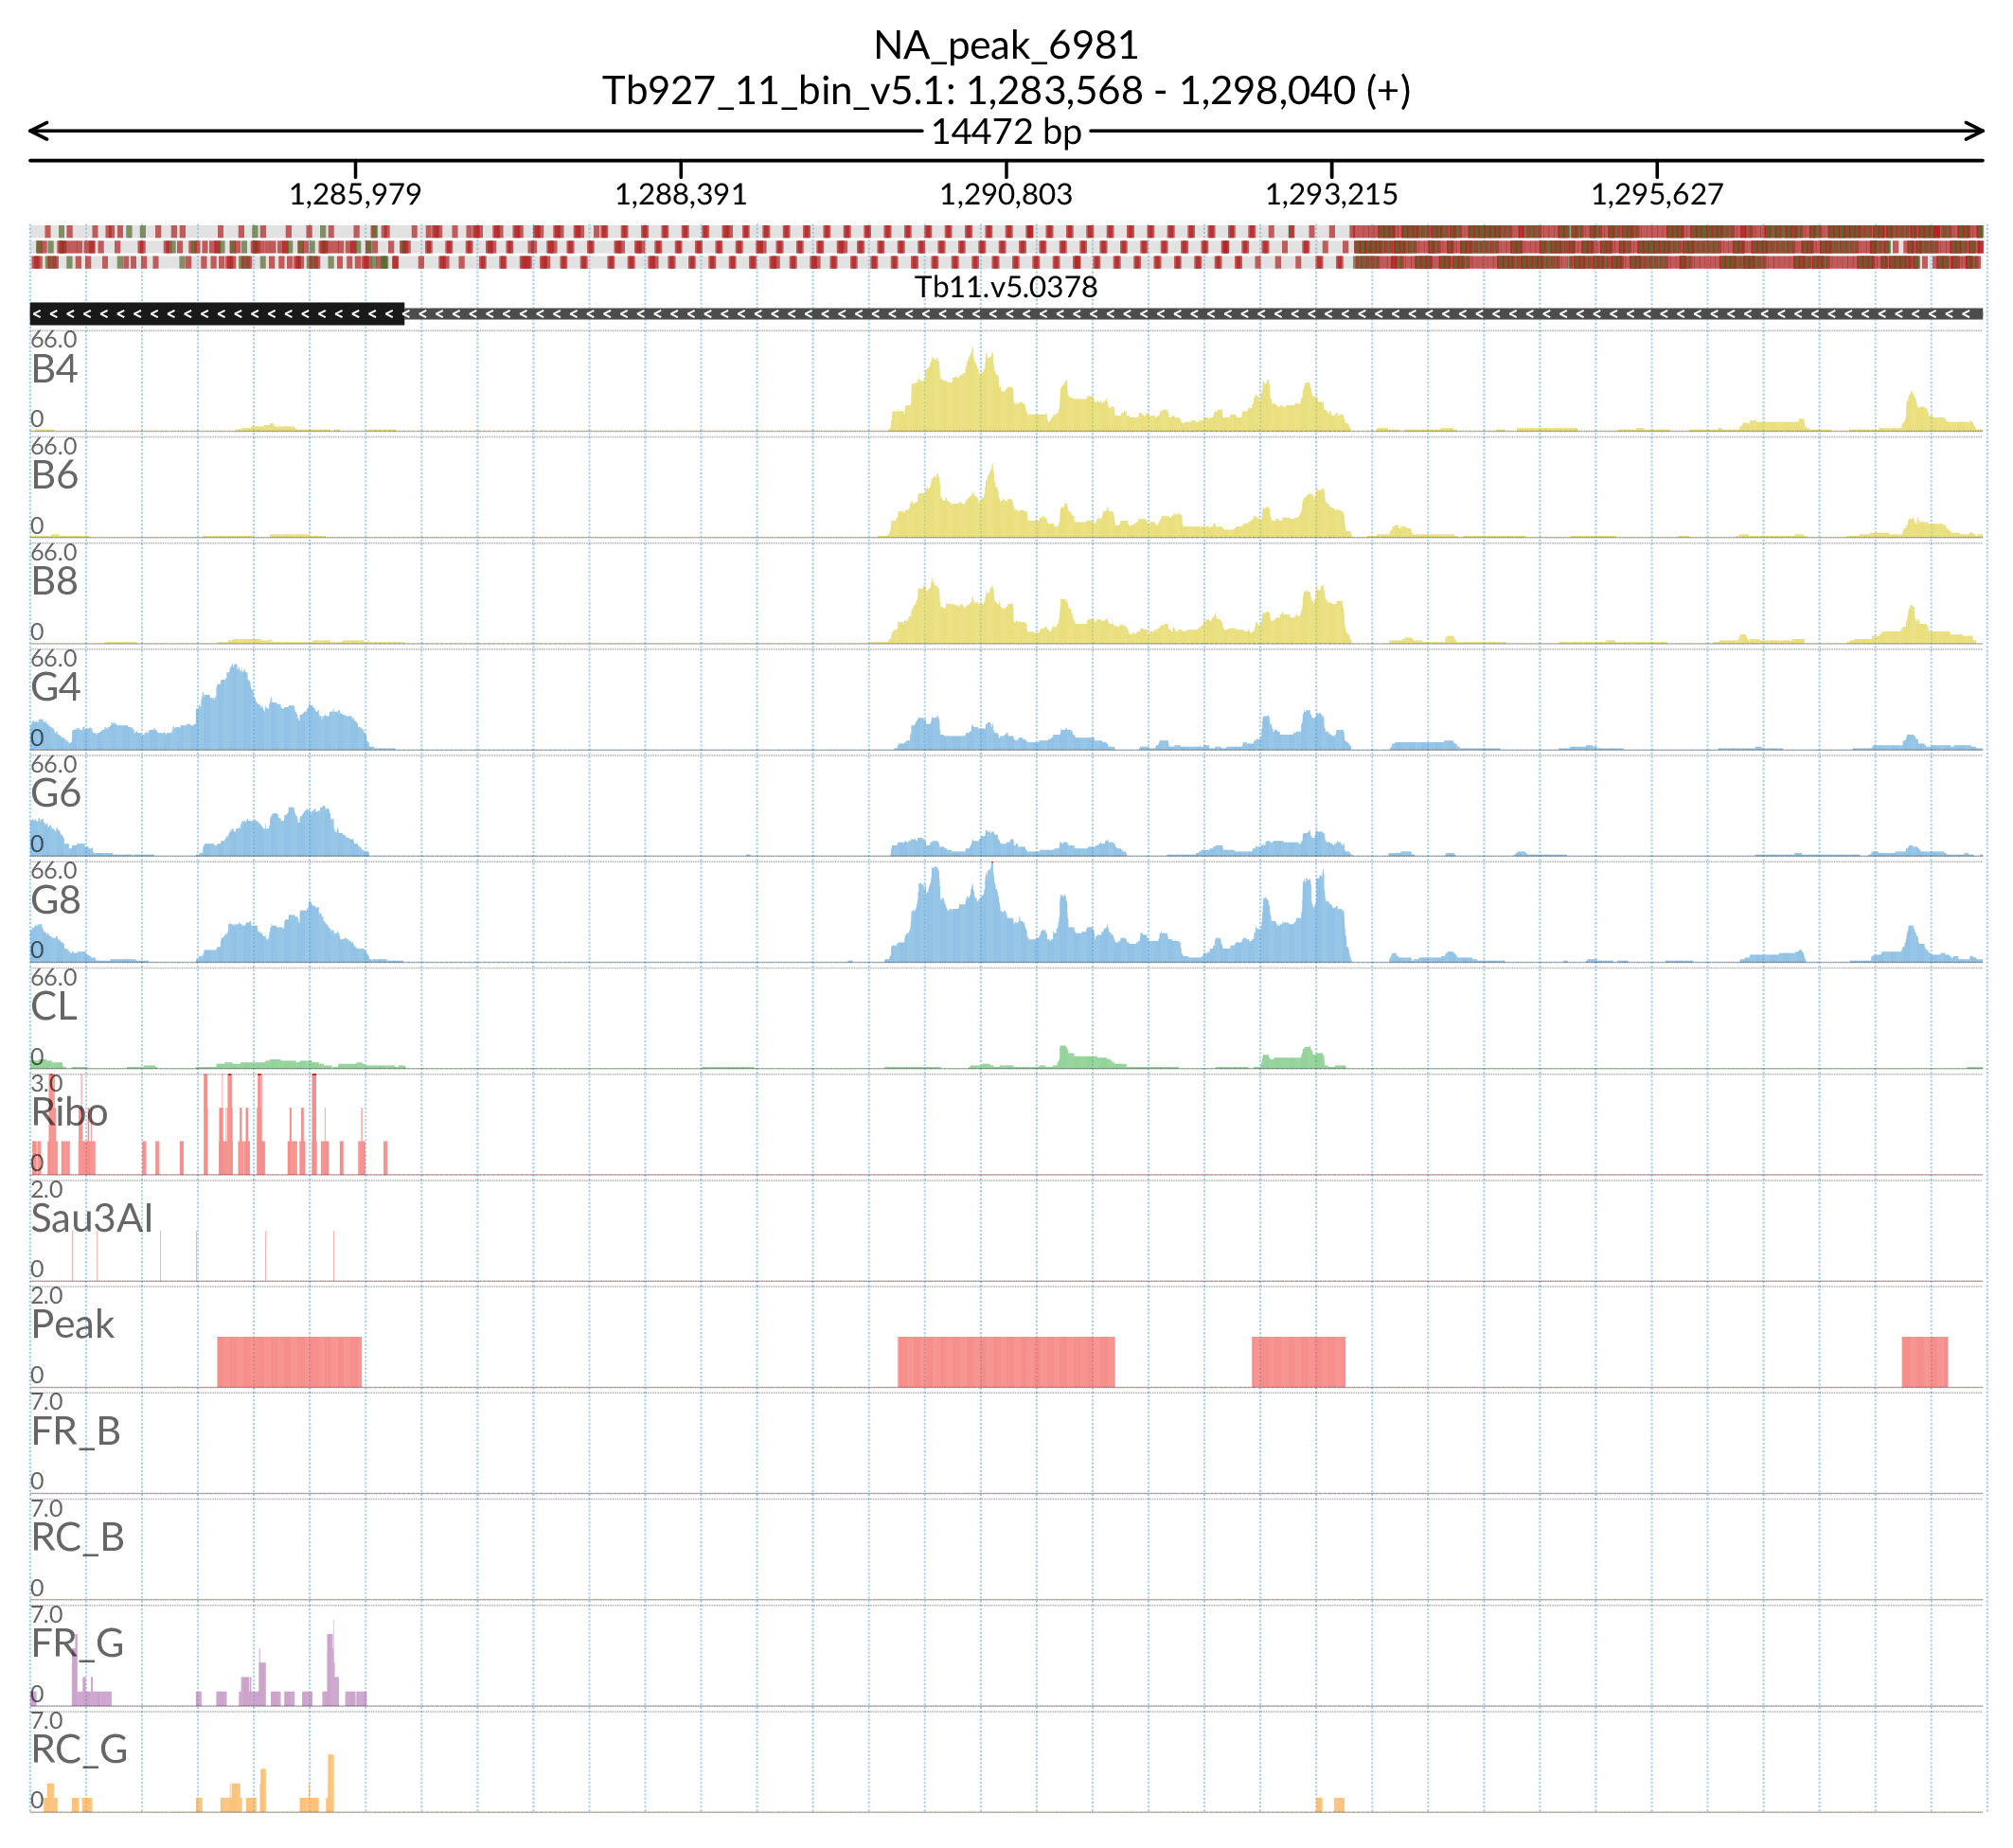 NA_peak_6981
Tb927_11_bin_v5.1: 1,283,568 - 1,298,040 (+)
14472 bp
1,285,979 1,288,391 1,290,803 1,293,215 1,295,627
Tb11.v5.0378
66.0
B4
0
66.0
B6
0
66.0
B8
0
66.0
G4
0
66.0
G6
0
66.0
G8
0
66.0
CL
0
3.0
Ribo
0
2.0
Sau3AI
0
2.0
Peak
0
7.0
FR_B
0
7.0
RC_B
0
7.0
FR_G
0
7.0
RC_G
0